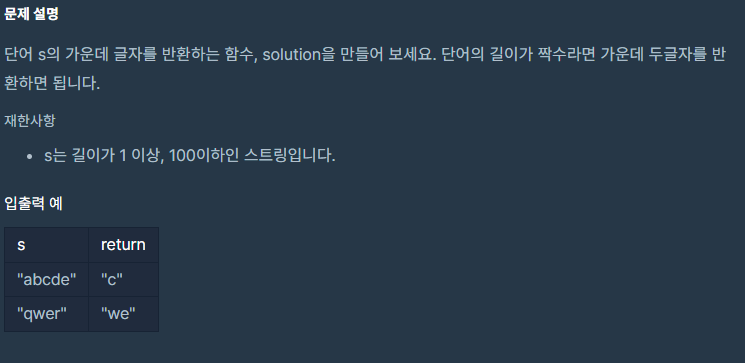 문제 설명
단어 s의 가운데 글자를 반환하는 함수, solution을 만들어 보세요. 단어의 길이가 짝수라면 가운데 두글자를 반
환하면 됩니다.
재한사항
s는 길이가 1 이상, 100이하인 스트링입니다.
입출력 예
s return
"abcde" "c"
"qwer" "we"